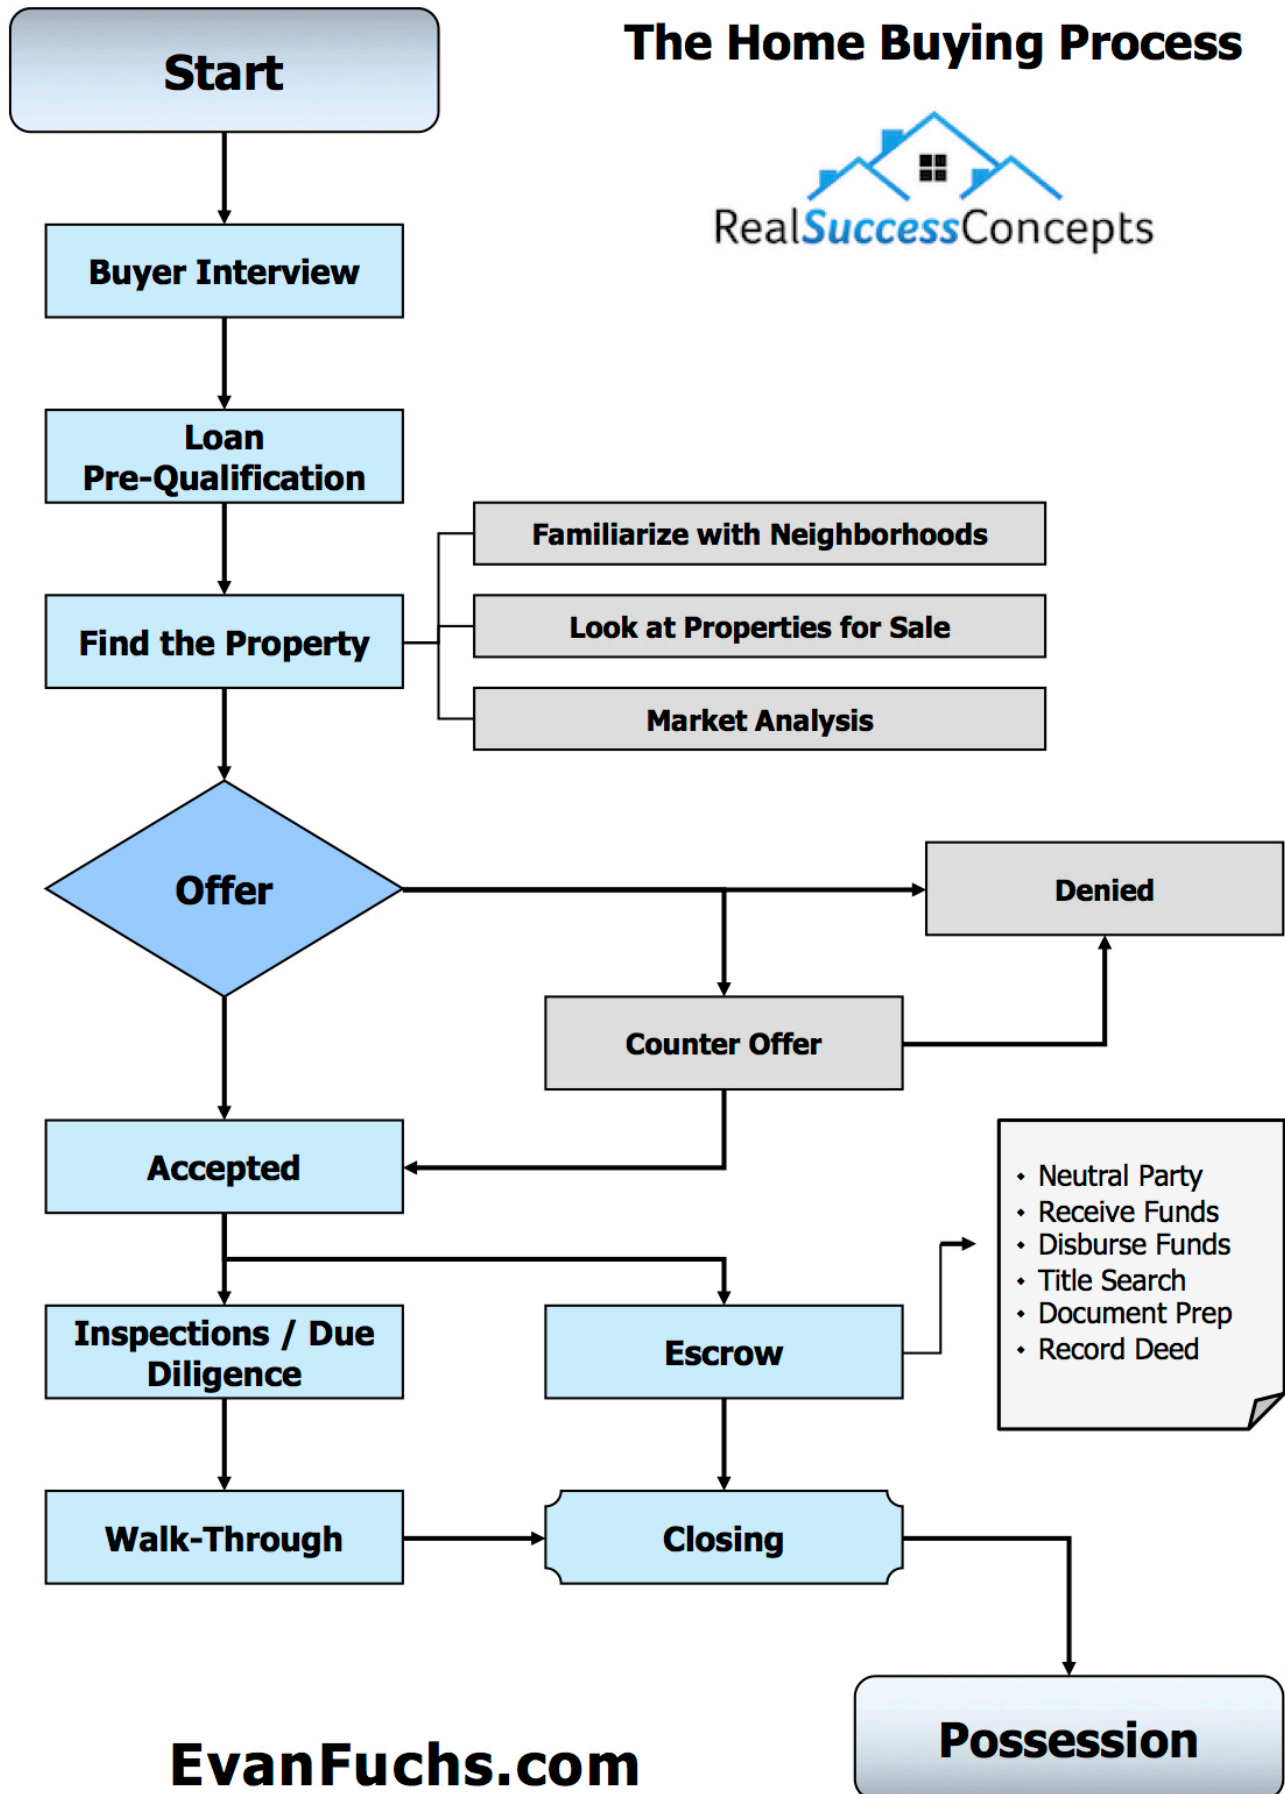 Start
The Home Buying Process
RealSuccessConcepts
Buyer Interview
Loan
Pre-Qualification
Find the Property
Familiarize with Neighborhoods
Look at Properties for Sale
Market Analysis
Offer
Denied
Counter Offer
Accepted
• Neutral Party
• Receive Funds
• Disburse Funds
• Title Search
• Document Prep
• Record Deed
Inspections / Due
Diligence
Escrow
Walk-Through
Closing
Possession
EvanFuchs.com